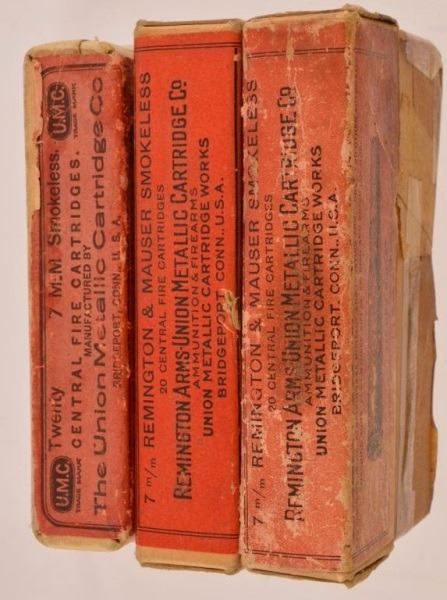 U.M.C. Twenty 7 M.M Smokeless. U.M.C.
TRADE MARK CENTRAL FIRE CARTRIDGES. TRADE MARK
MANUFACTURED BY
The Union Metallic Cartridge Co
BRIDGEPORT, CONN., U.S.A.
7 m/m REMINGTON & MAUSER SMOKELESS
20 CENTRAL FIRE CARTRIDGES
REMINGTON ARMS-UNION METALLIC CARTRIDGE CO
AMMUNITION & FIREARMS
UNION METALLIC CARTRIDGE WORKS
BRIDGEPORT, CONN., U.S.A.
7 m/m REMINGTON & MAUSER SMOKELESS
20 CENTRAL FIRE CARTRIDGES
REMINGTON ARMS-UNION METALLIC CARTRIDGE CO
AMMUNITION & FIREARMS
UNION METALLIC CARTRIDGE WORKS
BRIDGEPORT, CONN., U.S.A.